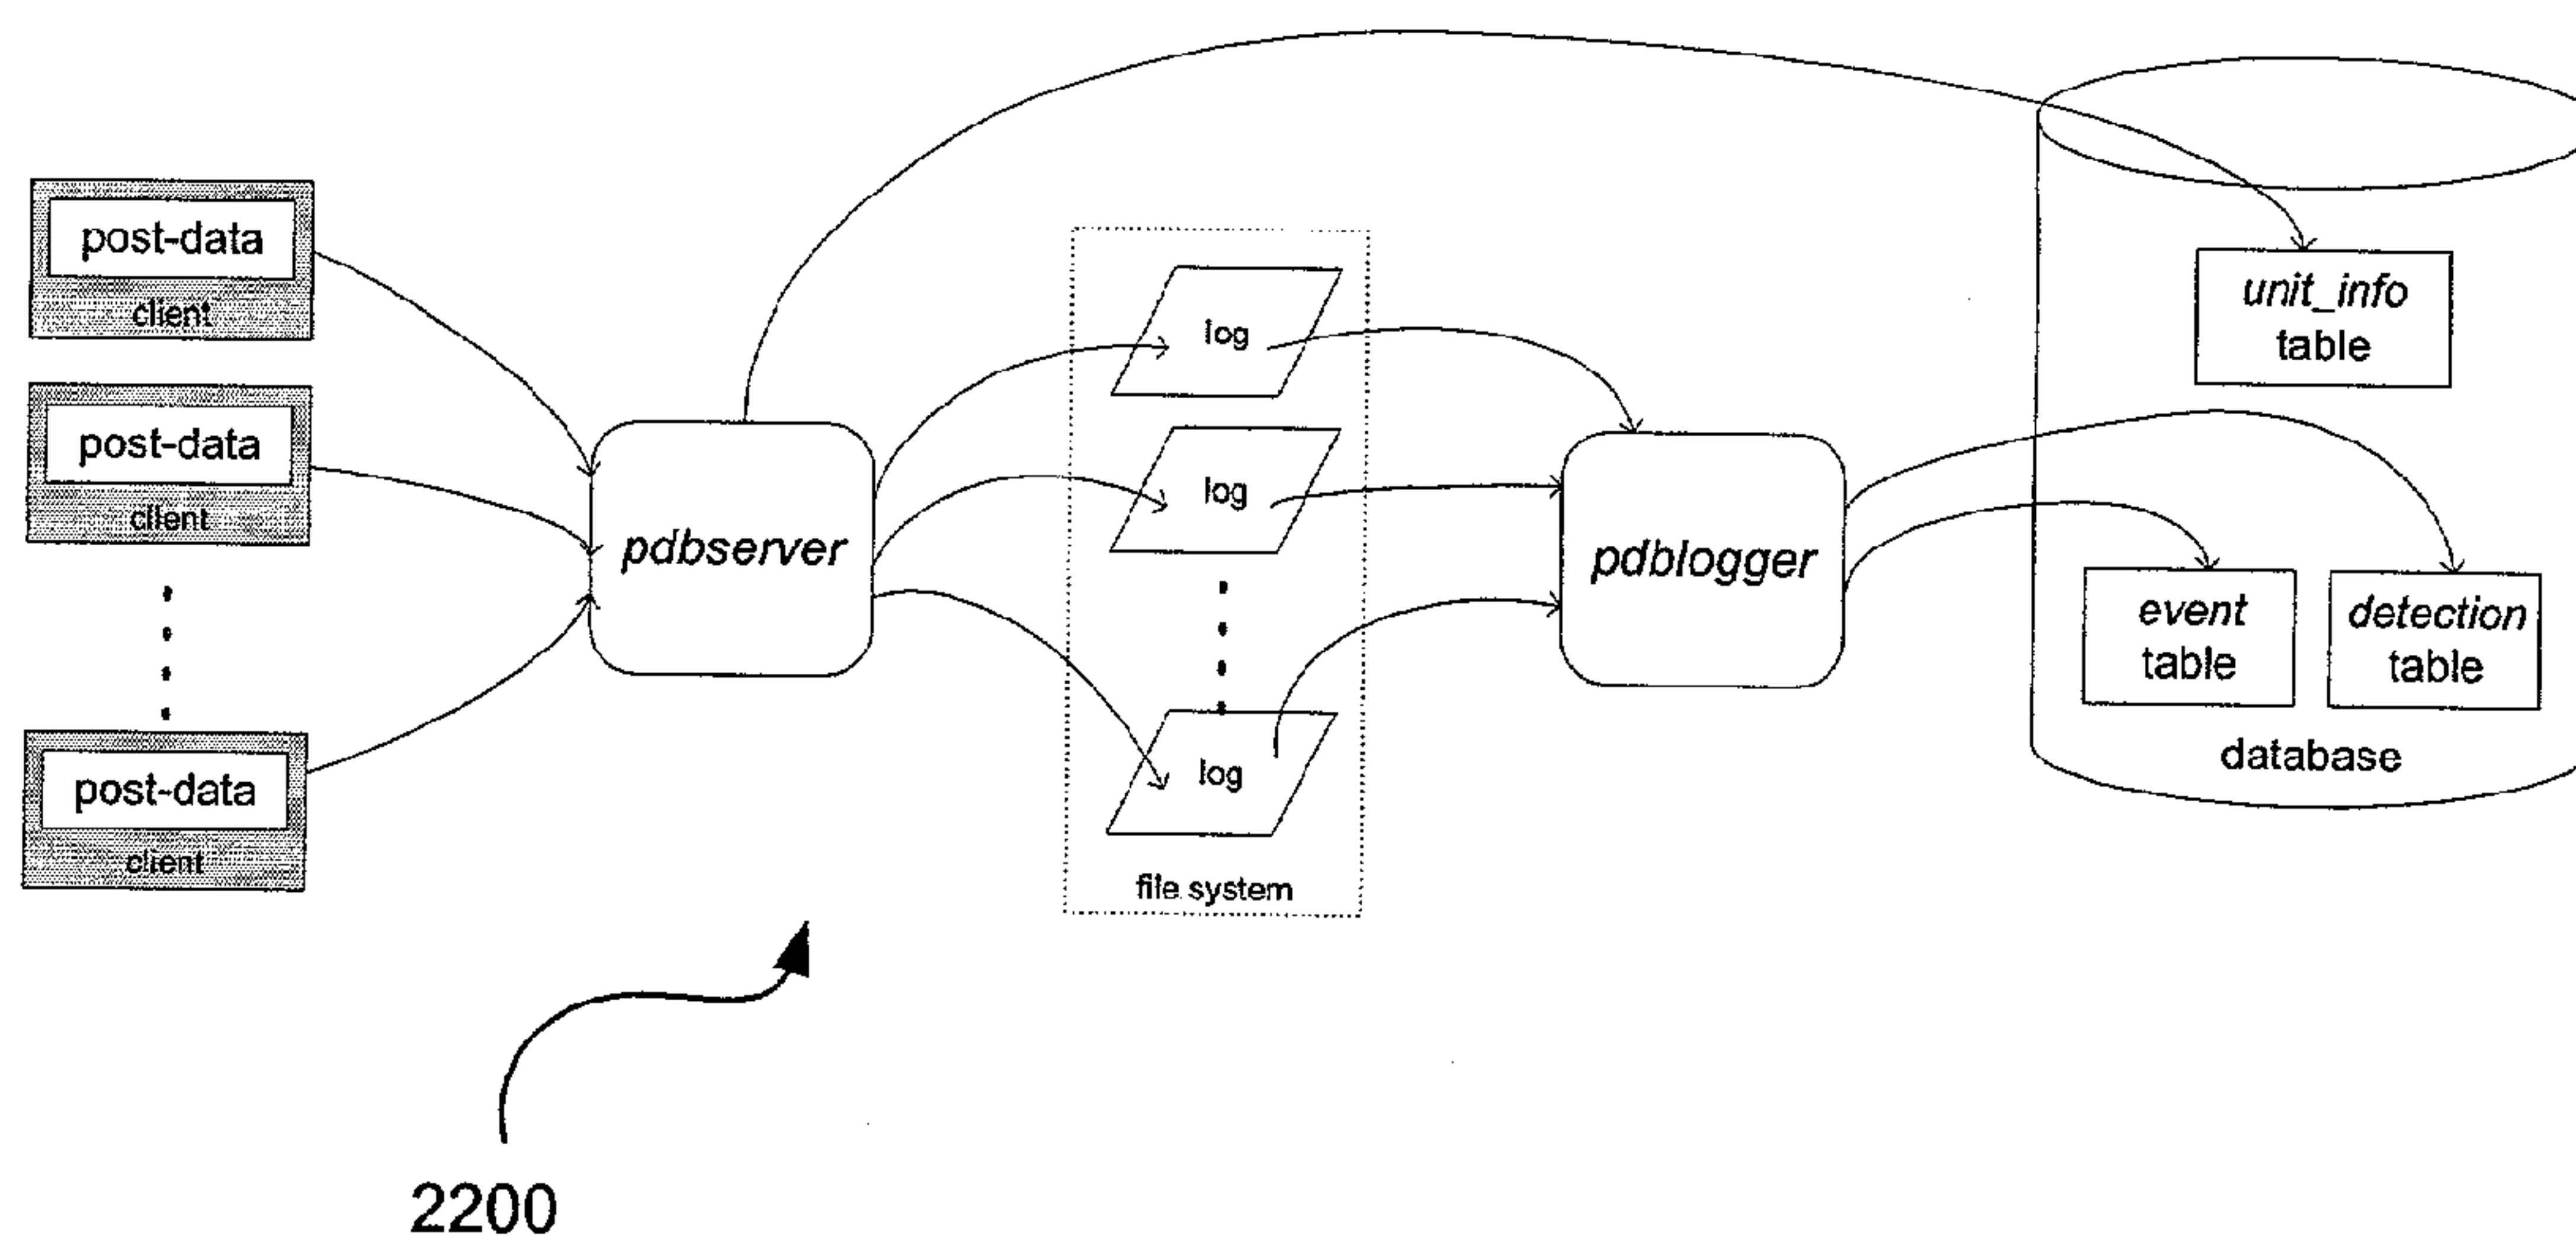 post-data
client
post-data
client
post-data
client
pdbserver
log
log
log
file system
pdblogger
unit_info
table
event
table
detection
table
database
2200